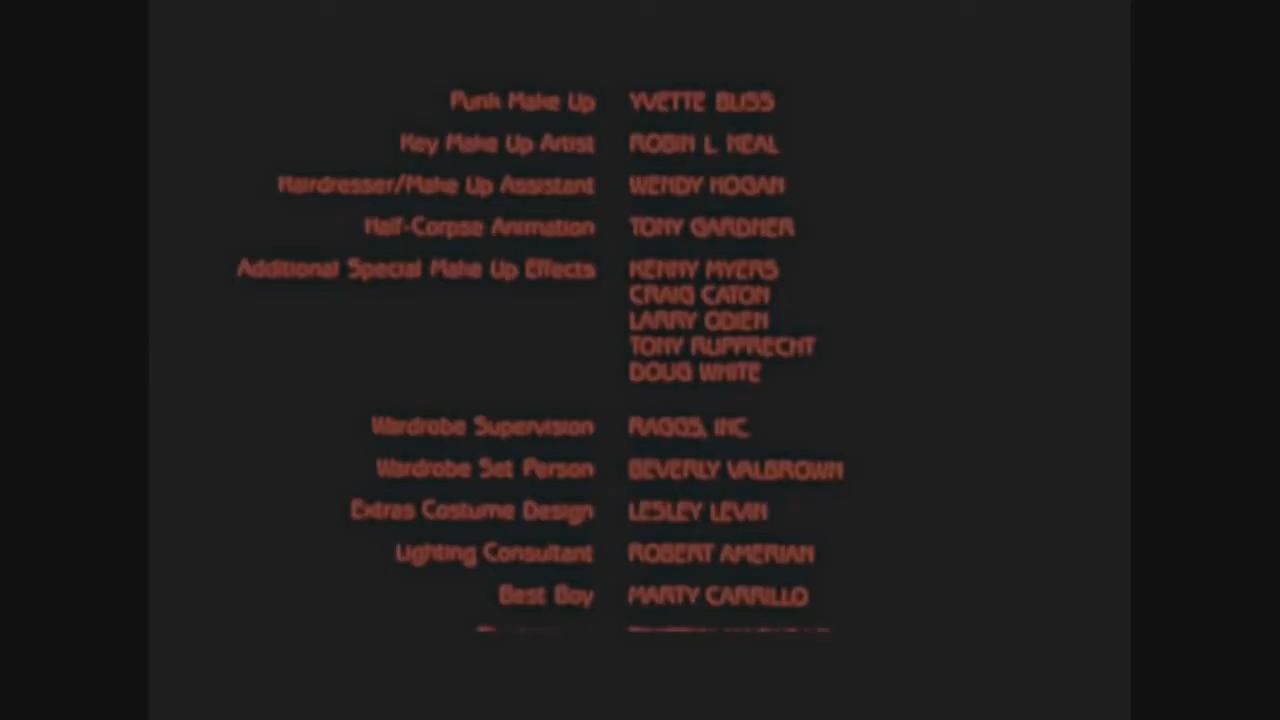 Punk Make Up YVETTE BLISS
Key Make Up Artist ROBIN L. NEAL
Hairdresser/Make Up Assistant WENDY HOGAN
Half-Corpse Animation TONY GARDNER
Additional Special Make Up Effects KENNY MYERS
CRAIG CATON
LARRY ODIEN
TONY RUPPRECHT
DOUG WHITE
Wardrobe Supervision RAGGS, INC.
Wardrobe Set Person BEVERLY VALBROWN
Extras Costume Design LESLEY LEVIN
Lighting Consultant ROBERT AMERIAN
Best Boy MARTY CARRILLO